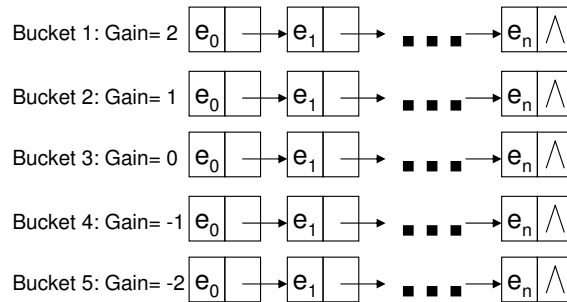 Bucket 1: Gain= 2 e₀ e₁ ... eₙ Λ
Bucket 2: Gain= 1 e₀ e₁ ... eₙ Λ
Bucket 3: Gain= 0 e₀ e₁ ... eₙ Λ
Bucket 4: Gain= -1 e₀ e₁ ... eₙ Λ
Bucket 5: Gain= -2 e₀ e₁ ... eₙ Λ